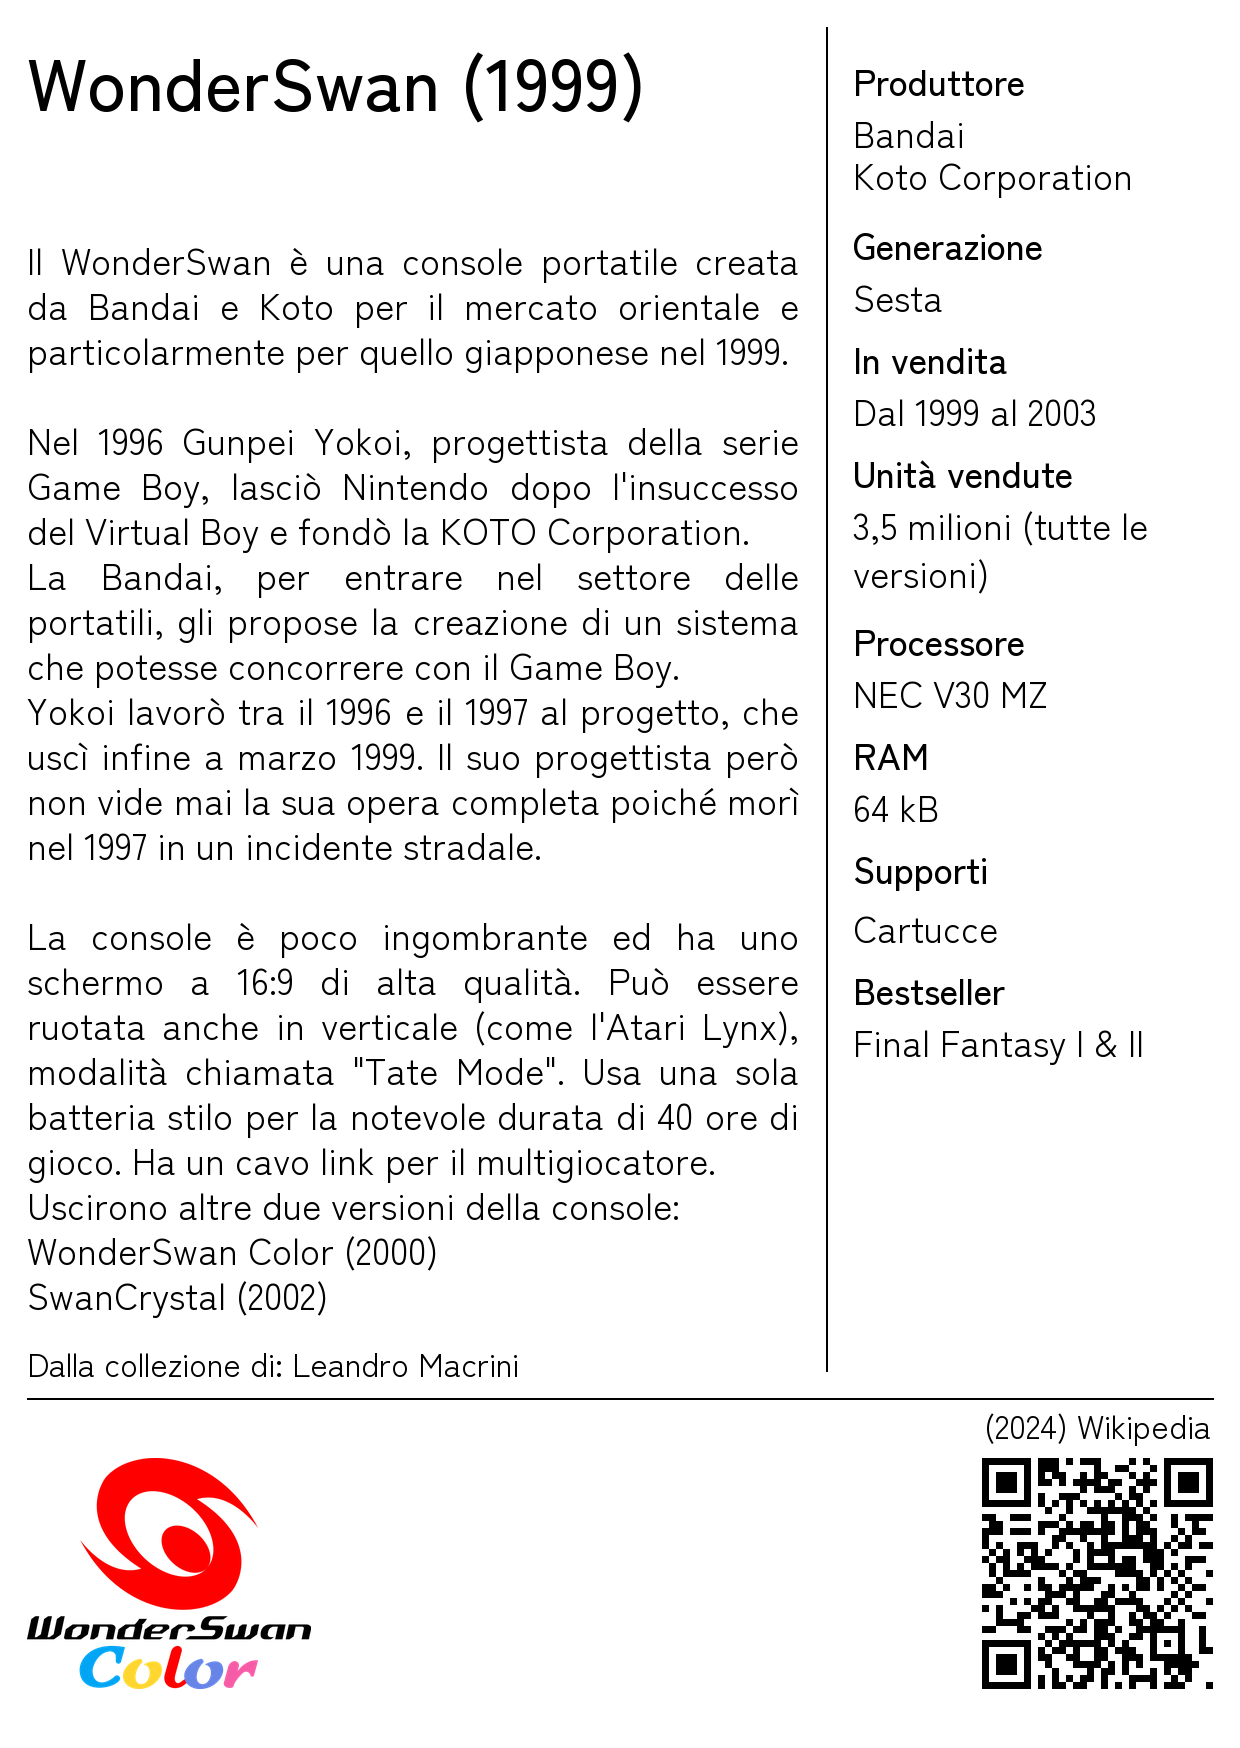 WonderSwan (1999)
Il WonderSwan è una console portatile creata
da Bandai e Koto per il mercato orientale e
particolarmente per quello giapponese nel 1999.
Nel 1996 Gunpei Yokoi, progettista della serie
Game Boy, lasciò Nintendo dopo l'insuccesso
del Virtual Boy e fondò la KOTO Corporation.
La Bandai, per entrare nel settore delle
portatili, gli propose la creazione di un sistema
che potesse concorrere con il Game Boy.
Yokoi lavorò tra il 1996 e il 1997 al progetto, che
uscì infine a marzo 1999. Il suo progettista però
non vide mai la sua opera completa poiché morì
nel 1997 in un incidente stradale.
La console è poco ingombrante ed ha uno
schermo a 16:9 di alta qualità. Può essere
ruotata anche in verticale (come l'Atari Lynx),
modalità chiamata "Tate Mode". Usa una sola
batteria stilo per la notevole durata di 40 ore di
gioco. Ha un cavo link per il multigiocatore.
Uscirono altre due versioni della console:
WonderSwan Color (2000)
SwanCrystal (2002)
Dalla collezione di: Leandro Macrini
Produttore
Bandai
Koto Corporation
Generazione
Sesta
In vendita
Dal 1999 al 2003
Unità vendute
3,5 milioni (tutte le
versioni)
Processore
NEC V30 MZ
RAM
64 kB
Supporti
Cartucce
Bestseller
Final Fantasy I & II
(2024) Wikipedia
WonderSwan
Color